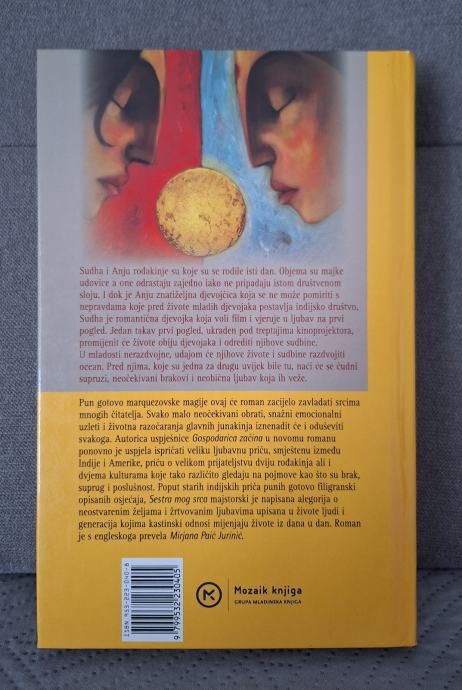 Sudha i Anju rođakinje su koje su se rodile isti dan. Objema su majke
udovice a one odrastaju zajedno iako ne pripadaju istom društvenom
sloju. I dok je Anju znatiželjna djevojčica koja se ne može pomiriti s
nepravdama koje pred živote mladih djevojaka postavlja indijsko društvo,
Sudha je romantična djevojka koja voli film i vjeruje u ljubav na prvi
pogled. Jedan takav prvi pogled, ukraden pod treptajima kinoprojektora,
promijenit će živote obiju djevojaka i odrediti njihove sudbine.
U mladosti nerazdvojne, udajom će njihove živote i sudbine razdvojiti
ocean. Pred njima, koje su jedna za drugu uvijek bile tu, naći će se čudni
supruzi, neočekivani brakovi i neobična ljubav koja ih veže.
Pun gotovo marquezovske magije ovaj će roman zacijelo zavladati srcima
mnogih čitatelja. Svako malo neočekivani obrati, snažni emocionalni
uzleti i životna razočaranja glavnih junakinja iznenadit će i oduševiti
svakoga. Autorica uspješnice Gospodarica začina u novomu romanu
ponovno je uspjela ispričati veliku ljubavnu priču, smještenu između
Indije i Amerike, priču o velikom prijateljstvu dviju rođakinja ali i
dvjema kulturama koje tako različito gledaju na pojmove kao što su brak,
suprug i poslušnost. Poput starih indijskih priča punih gotovo filigranski
opisanih osjećaja, Sestra mog srca majstorski je napisana alegorija o
neostvarenim željama i žrtvovanim ljubavima upisana u živote ljudi i
generacija kojima kastinski odnosi mijenjaju živote iz dana u dan. Roman
je s engleskoga prevela Mirjana Paić Jurinić.
ISBN 953-223-040-8
9 799532 230405
Mozaik knjiga
GRUPA MLADINSKA KNJIGA